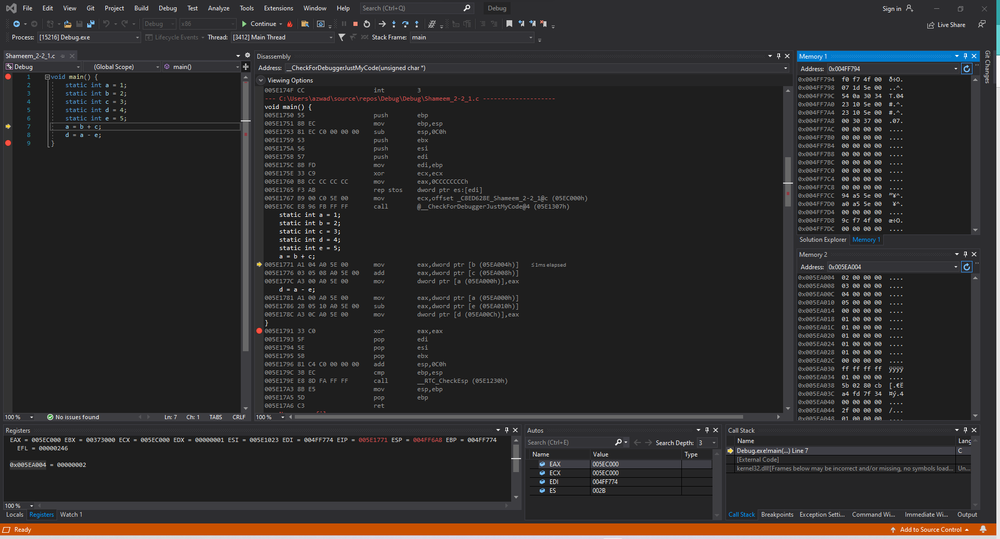 File Edit View Git Project Build Debug Test Analyze Tools Extensions Window Help Search (Ctrl+Q) Debug Sign in
Debug x86 Continue Live Share
Process: [15216] Debug.exe Lifecycle Events Thread: [3412] Main Thread Stack Frame: main
Shameem_2-2_1.c
Debug (Global Scope) main()
1 void main() {
2 static int a = 1;
3 static int b = 2;
4 static int c = 3;
5 static int d = 4;
6 static int e = 5;
7 a = b + c;
8 d = a - e;
9 }
100 % No issues found Ln: 7 Ch: 1 TABS CRLF
Disassembly
Address: __CheckForDebuggerJustMyCode(unsigned char *)
Viewing Options
005E174F CC int 3
--- C:\Users\azwad\source\repos\Debug\Debug\Shameem_2-2_1.c --------------------
void main() {
005E1750 55 push ebp
005E1751 8B EC mov ebp,esp
005E1753 81 EC C0 00 00 00 sub esp,0C0h
005E1759 53 push ebx
005E175A 56 push esi
005E175B 57 push edi
005E175C 8B FD mov edi,ebp
005E175E 33 C9 xor ecx,ecx
005E1760 B8 CC CC CC CC mov eax,0CCCCCCCCh
005E1765 F3 AB rep stos dword ptr es:[edi]
005E1767 B9 00 C0 5E 00 mov ecx,offset _C8ED628E_Shameem_2-2_1@c (05EC000h)
005E176C E8 96 FB FF FF call @__CheckForDebuggerJustMyCode@4 (05E1307h)
static int a = 1;
static int b = 2;
static int c = 3;
static int d = 4;
static int e = 5;
a = b + c;
005E1771 A1 04 A0 5E 00 mov eax,dword ptr [b (05EA004h)] ≤1ms elapsed
005E1776 03 05 08 A0 5E 00 add eax,dword ptr [c (05EA008h)]
005E177C A3 00 A0 5E 00 mov dword ptr [a (05EA000h)],eax
d = a - e;
005E1781 A1 00 A0 5E 00 mov eax,dword ptr [a (05EA000h)]
005E1786 2B 05 10 A0 5E 00 sub eax,dword ptr [e (05EA010h)]
005E178C A3 0C A0 5E 00 mov dword ptr [d (05EA00Ch)],eax
}
005E1791 33 C0 xor eax,eax
005E1793 5F pop edi
005E1794 5E pop esi
005E1795 5B pop ebx
005E1796 81 C4 C0 00 00 00 add esp,0C0h
005E179C 3B EC cmp ebp,esp
005E179E E8 8D FA FF FF call __RTC_CheckEsp (05E1230h)
005E17A3 8B E5 mov esp,ebp
005E17A5 5D pop ebp
005E17A6 C3 ret
100 %
Memory 1
Address: 0x004FF794
0x004FF794 f0 f7 4f 00 ð÷O.
0x004FF798 07 1d 5e 00 ..^.
0x004FF79C 54 0a 30 34 T.04
0x004FF7A0 23 10 5e 00 #.^.
0x004FF7A4 23 10 5e 00 #.^.
0x004FF7A8 00 30 37 00 .07.
0x004FF7AC 00 00 00 00 ....
0x004FF7B0 00 00 00 00 ....
0x004FF7B4 00 00 00 00 ....
0x004FF7B8 00 00 00 00 ....
0x004FF7BC 00 00 00 00 ....
0x004FF7C0 00 00 00 00 ....
0x004FF7C4 00 00 00 00 ....
0x004FF7C8 00 00 00 00 ....
0x004FF7CC 94 a5 5e 00 ”¥^.
0x004FF7D0 a0 a5 5e 00 ¥^.
0x004FF7D4 00 00 00 00 ....
0x004FF7D8 9c f7 4f 00 œ÷O.
0x004FF7DC 00 00 00 00 ....
Solution Explorer Memory 1
Git Changes
Memory 2
Address: 0x005EA004
0x005EA004 02 00 00 00 ....
0x005EA008 03 00 00 00 ....
0x005EA00C 04 00 00 00 ....
0x005EA010 05 00 00 00 ....
0x005EA014 00 00 00 00 ....
0x005EA018 01 00 00 00 ....
0x005EA01C 01 00 00 00 ....
0x005EA020 01 00 00 00 ....
0x005EA024 01 00 00 00 ....
0x005EA028 01 00 00 00 ....
0x005EA02C 00 00 00 00 ....
0x005EA030 ff ff ff ff ÿÿÿÿ
0x005EA034 01 00 00 00 ....
0x005EA038 5b 02 80 cb [.€Ë
0x005EA03C a4 fd 7f 34 ¤ý.4
0x005EA040 00 00 00 00 ....
0x005EA044 2f 00 00 00 /...
0x005EA048 01 00 00 00 ....
Registers
EAX = 005EC000 EBX = 00373000 ECX = 005EC000 EDX = 00000001 ESI = 005E1023 EDI = 004FF774 EIP = 005E1771 ESP = 004FF6A8 EBP = 004FF774
EFL = 00000246
0x005EA004 = 00000002
100 %
Locals Registers Watch 1
Autos
Search (Ctrl+E) Search Depth: 3
Name Value Type
EAX 005EC000
ECX 005EC000
EDI 004FF774
ES 002B
Call Stack
Name Lang
Debug.exe!main(...) Line 7 C
[External Code]
kernel32.dll![Frames below may be incorrect and/or missing, no symbols load... Un...
Call Stack Breakpoints Exception Setti... Command Wi... Immediate Wi... Output
Ready Add to Source Control